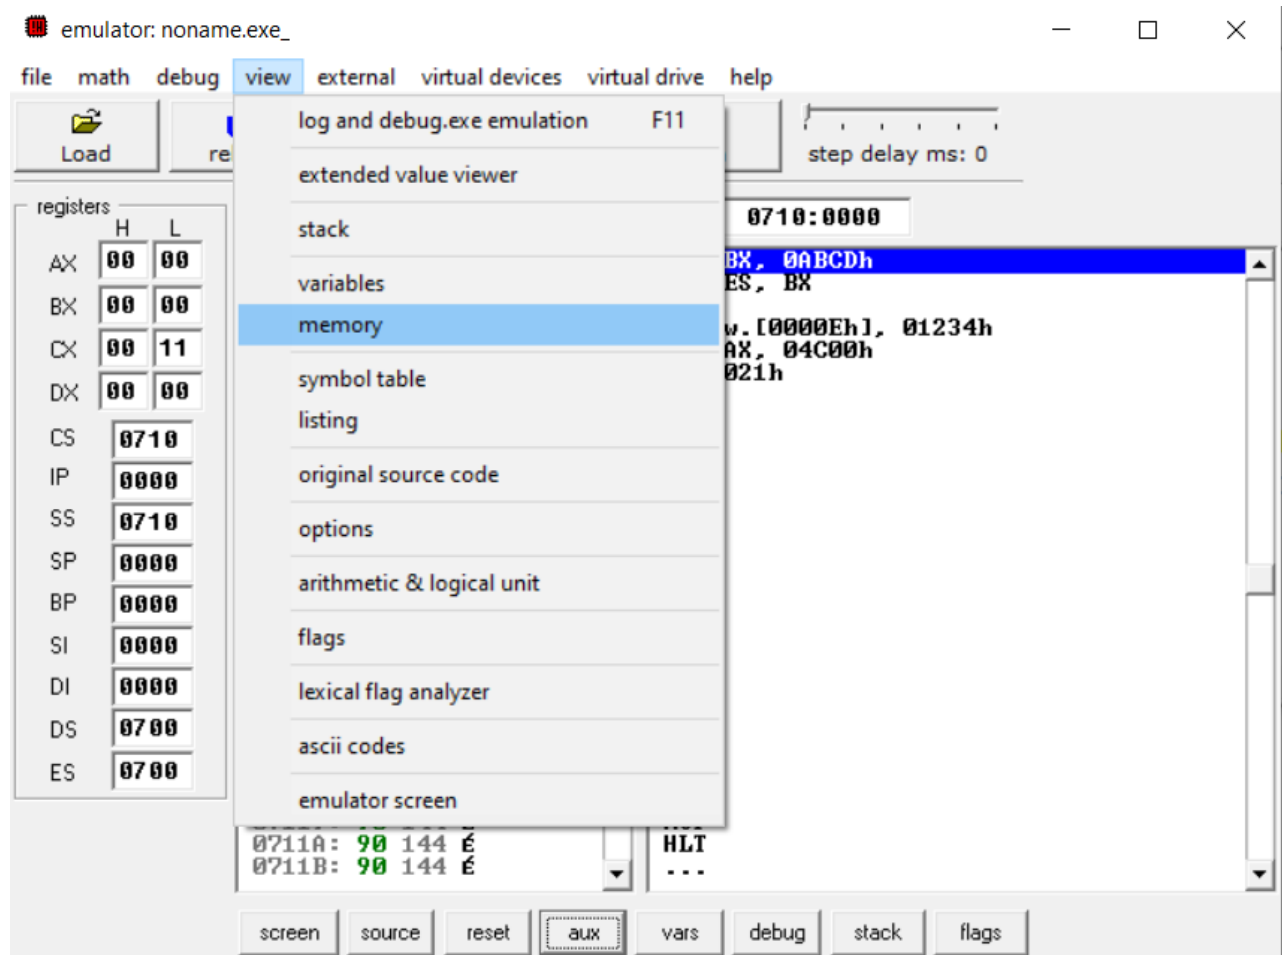 emulator: noname.exe_
file math debug view external virtual devices virtual drive help
Load
step delay ms: 0
log and debug.exe emulation F11
extended value viewer
stack
variables
memory
symbol table
listing
original source code
options
arithmetic & logical unit
flags
lexical flag analyzer
ascii codes
emulator screen
registers
H L
AX 00 00
BX 00 00
CX 00 11
DX 00 00
CS 0710
IP 0000
SS 0710
SP 0000
BP 0000
SI 0000
DI 0000
DS 0700
ES 0700
0710:0000
BX, 0ABCDh
ES, BX
w.[0000Eh], 01234h
AX, 04C00h
021h
0711A: 90 144 É
0711B: 90 144 É
HLT
...
screen source reset aux vars debug stack flags